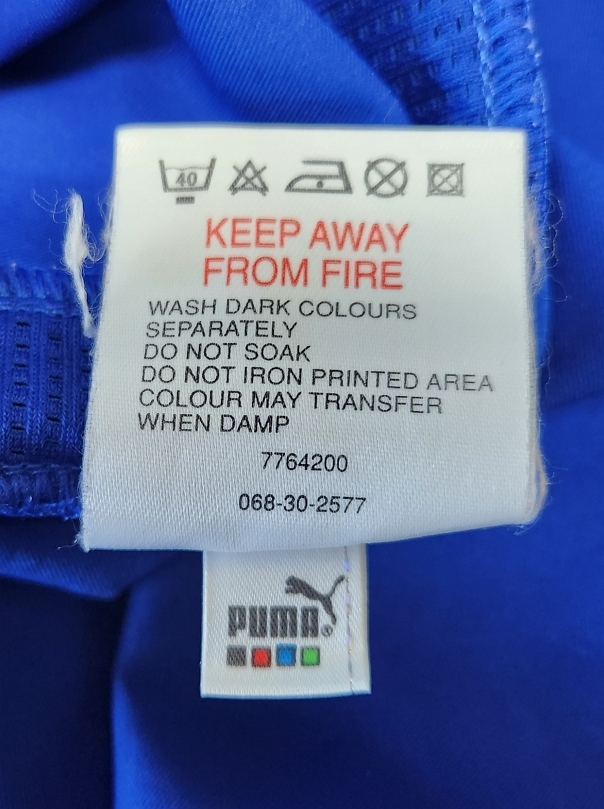 40
KEEP AWAY
FROM FIRE
WASH DARK COLOURS
SEPARATELY
DO NOT SOAK
DO NOT IRON PRINTED AREA
COLOUR MAY TRANSFER
WHEN DAMP
7764200
068-30-2577
PUMA®